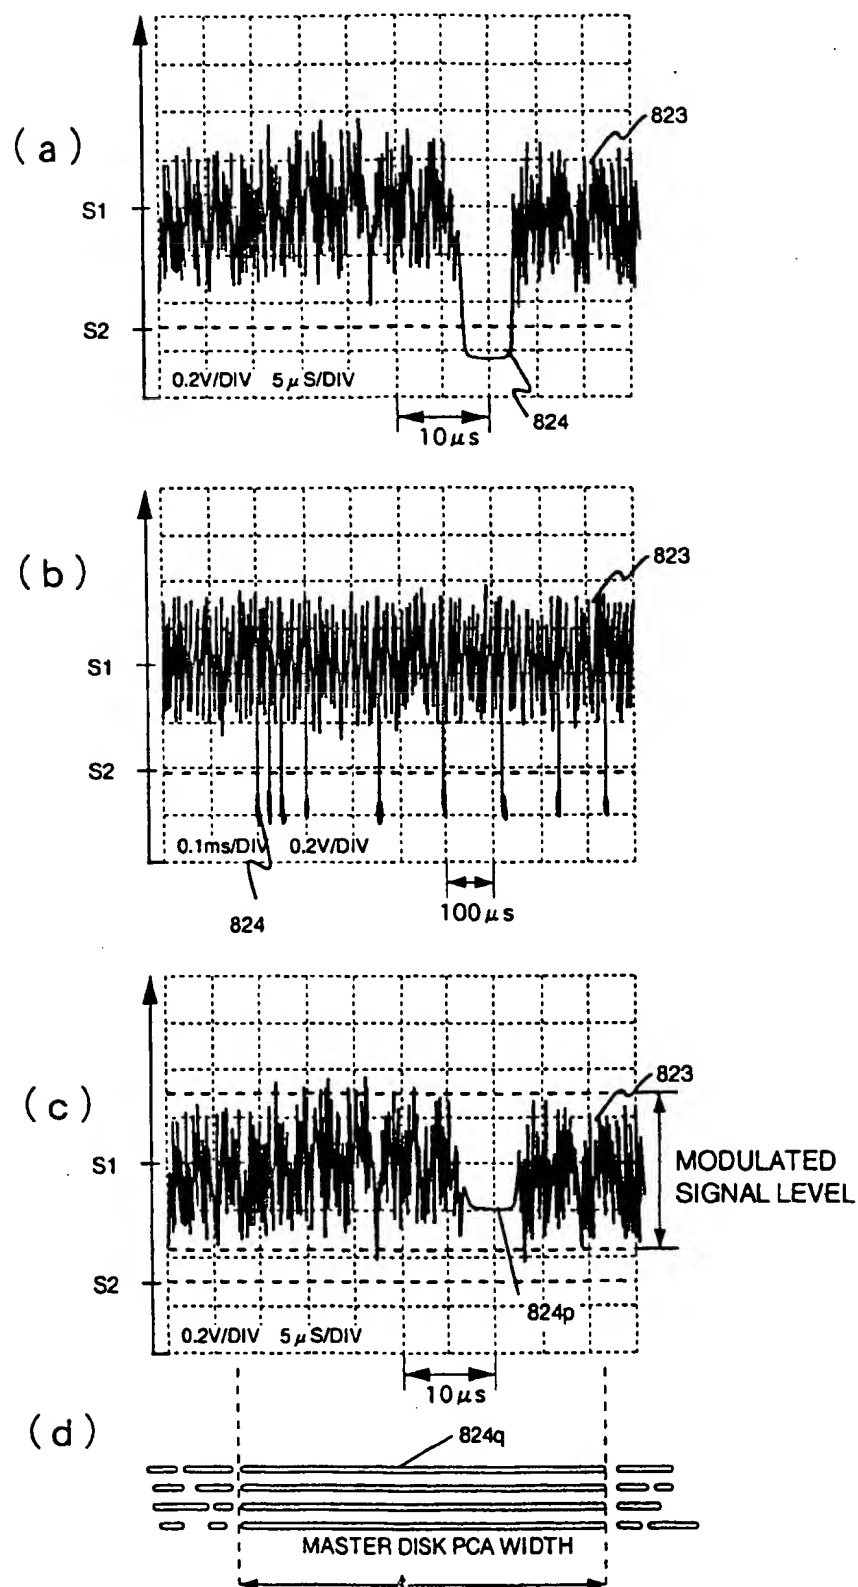 (a)
823
S1
S2
0.2V/DIV 5μS/DIV
824
10μs
(b)
823
S1
S2
0.1ms/DIV 0.2V/DIV
824
100μs
(c)
823
S1
MODULATED
SIGNAL LEVEL
S2
824p
0.2V/DIV 5μS/DIV
10μs
(d)
824q
MASTER DISK PCA WIDTH